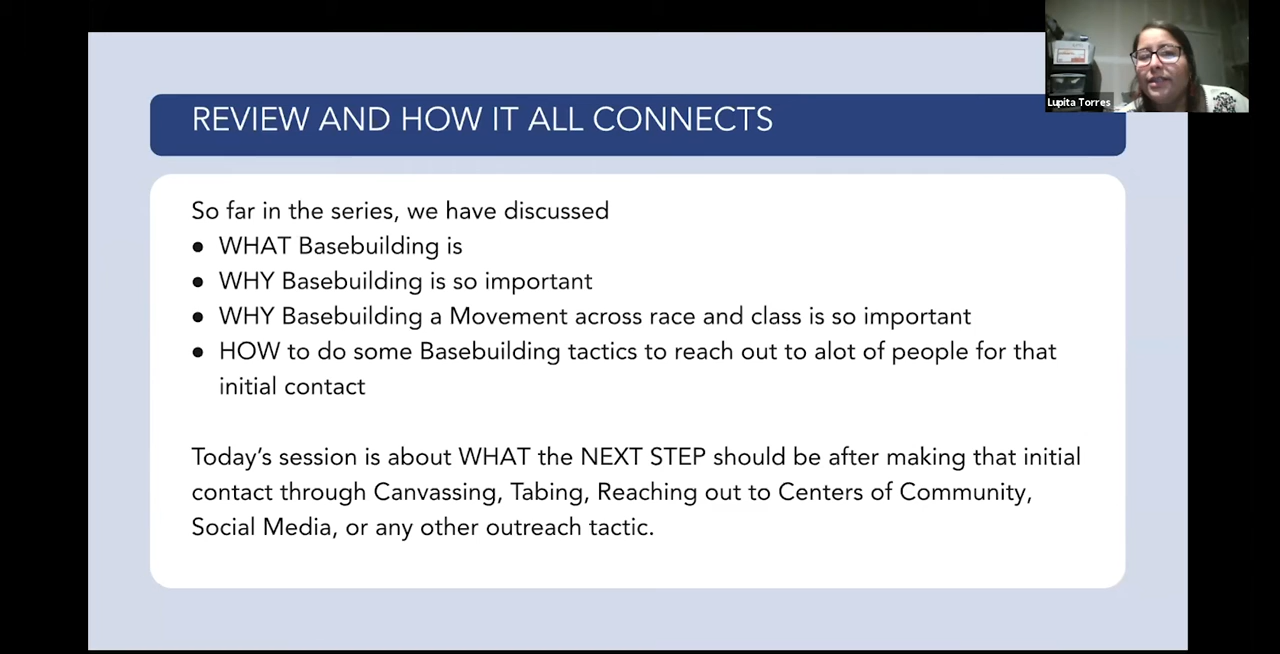 REVIEW AND HOW IT ALL CONNECTS
Lupita Torres
So far in the series, we have discussed
● WHAT Basebuilding is
● WHY Basebuilding is so important
● WHY Basebuilding a Movement across race and class is so important
● HOW to do some Basebuilding tactics to reach out to alot of people for that
initial contact
Today's session is about WHAT the NEXT STEP should be after making that initial
contact through Canvassing, Tabing, Reaching out to Centers of Community,
Social Media, or any other outreach tactic.